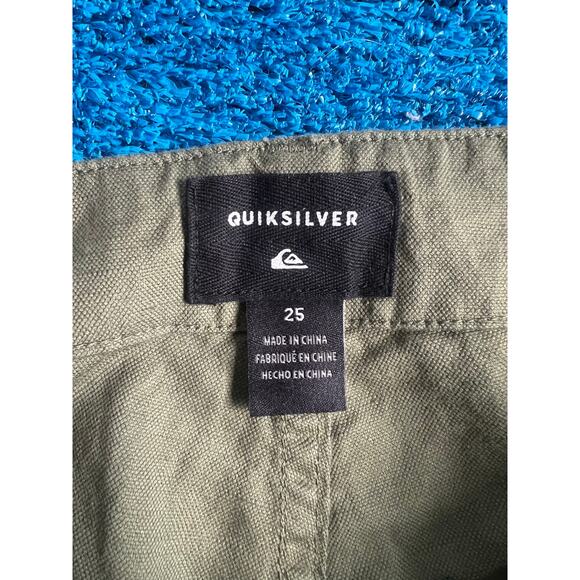 QUIKSILVER
25
MADE IN CHINA
FABRIQUÉ EN CHINE
HECHO EN CHINA